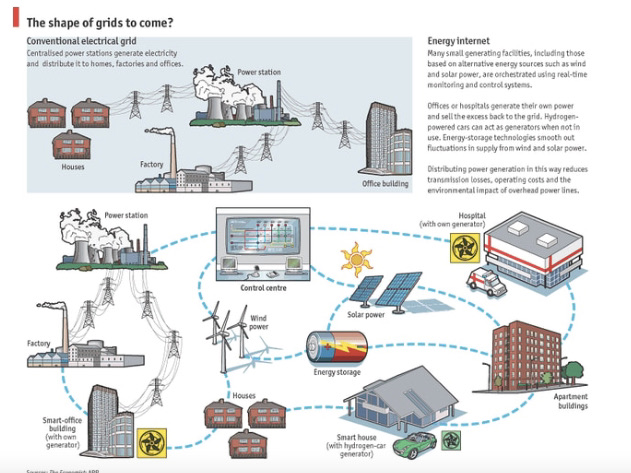 The shape of grids to come?
Conventional electrical grid
Centralised power stations generate electricity
and distribute it to homes, factories and offices.
Power station
Houses
Factory
Office building
Energy internet
Many small generating facilities, including those
based on alternative energy sources such as wind
and solar power, are orchestrated using real-time
monitoring and control systems.
Offices or hospitals generate their own power
and sell the excess back to the grid. Hydrogen-
powered cars can act as generators when not in
use. Energy-storage technologies smooth out
fluctuations in supply from wind and solar power.
Distributing power generation in this way reduces
transmission losses, operating costs and the
environmental impact of overhead power lines.
Power station
Control centre
Hospital
(with own generator)
Solar power
Wind
power
Factory
Energy storage
Houses
Apartment
buildings
Smart-office
building
(with own
generator)
Smart house
(with hydrogen-car
generator)